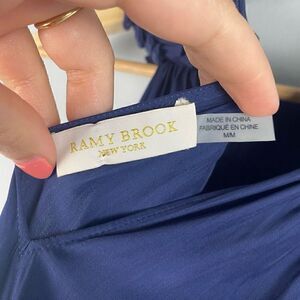 RAMY BROOK
NEW YORK
MADE IN CHINA
FABRIQUÉ EN CHINE
M/M